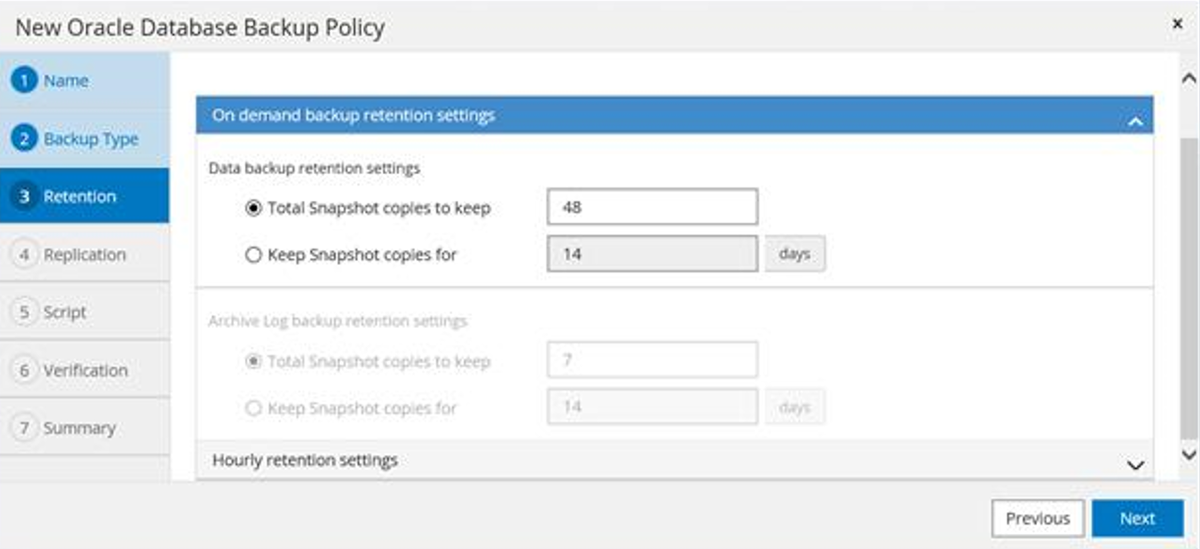 New Oracle Database Backup Policy
x
1 Name
2 Backup Type
3 Retention
4 Replication
5 Script
6 Verification
7 Summary
On demand backup retention settings
Data backup retention settings
Total Snapshot copies to keep 48
Keep Snapshot copies for 14 days
Archive Log backup retention settings
Total Snapshot copies to keep 7
Keep Snapshot copies for 14 days
Hourly retention settings
Previous Next